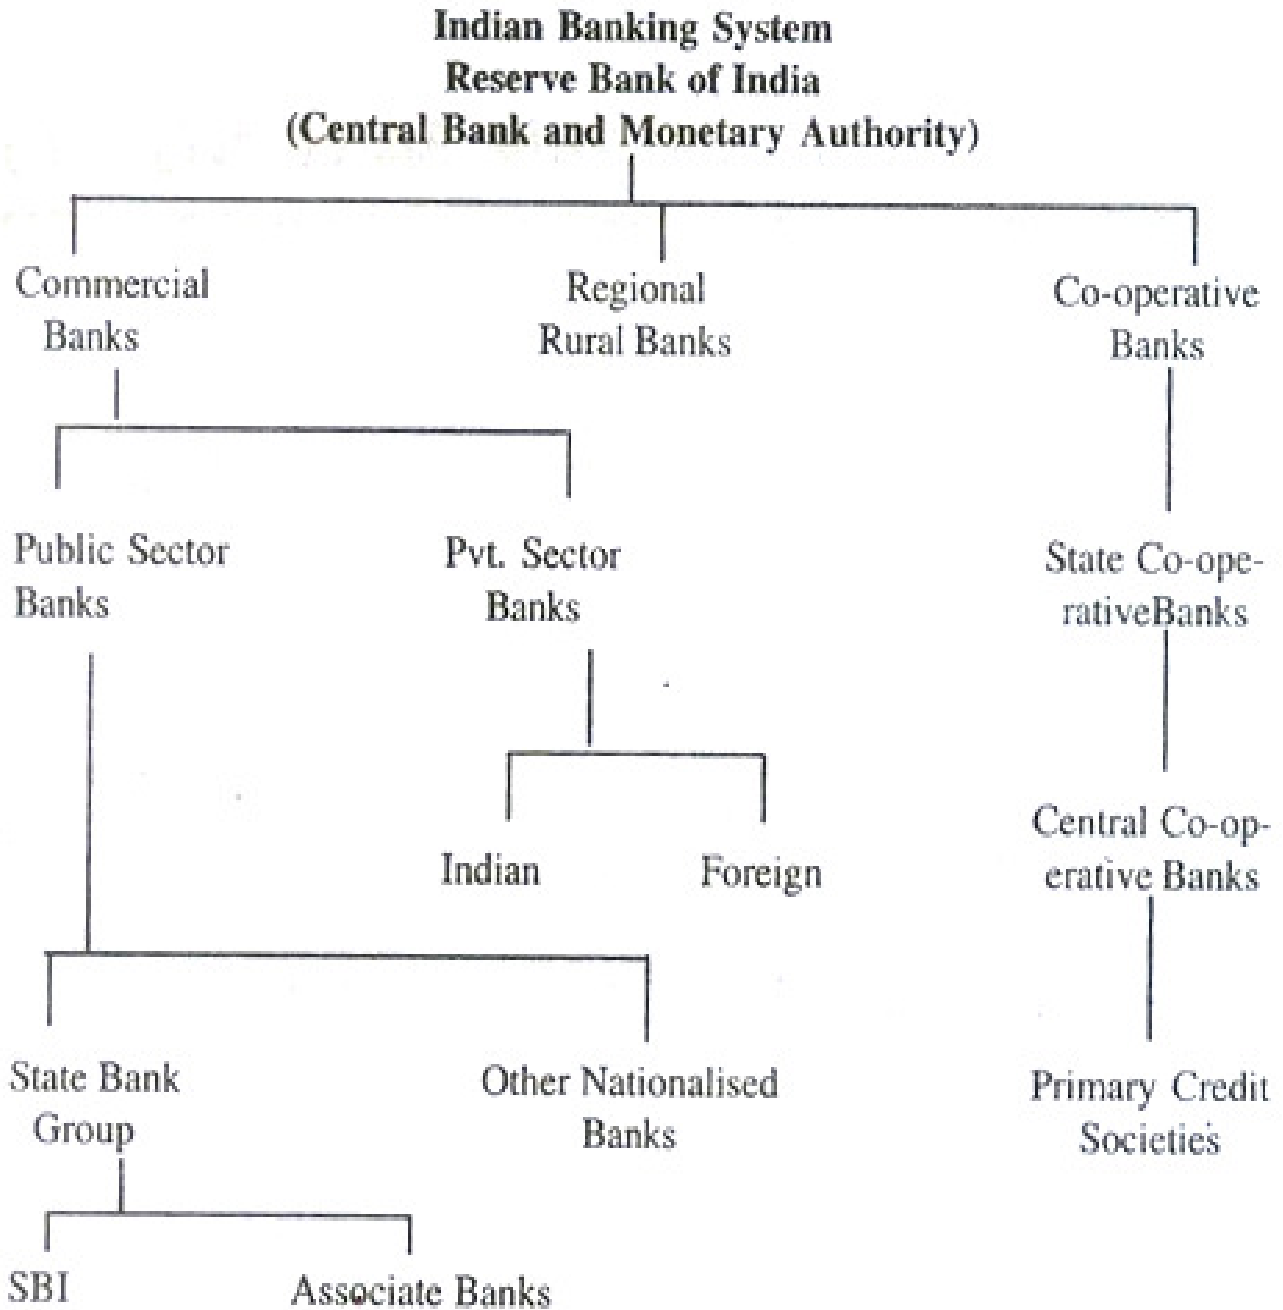 Indian Banking System
Reserve Bank of India
(Central Bank and Monetary Authority)
Commercial
Banks
Regional
Rural Banks
Co-operative
Banks
Public Sector
Banks
Pvt. Sector
Banks
State Co-ope-
rativeBanks
Indian
Foreign
Central Co-op-
erative Banks
State Bank
Group
Other Nationalised
Banks
Primary Credit
Societies
SBI
Associate Banks